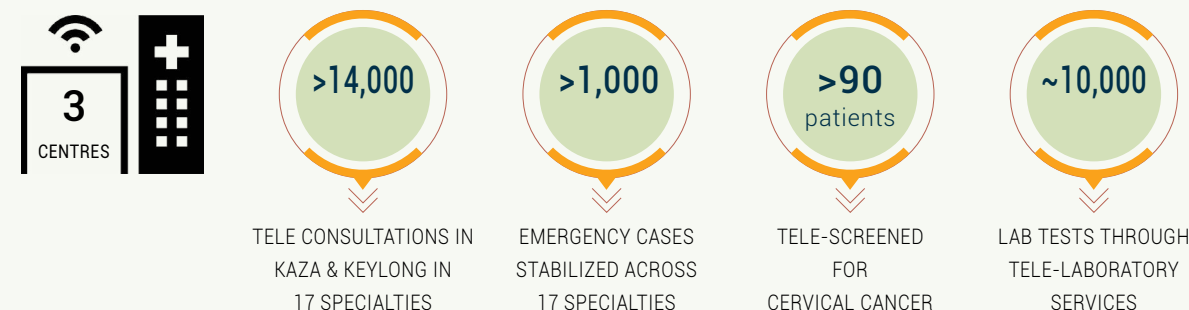 3
CENTRES
>14,000
TELE CONSULTATIONS IN
KAZA & KEYLONG IN
17 SPECIALTIES
>1,000
EMERGENCY CASES
STABILIZED ACROSS
17 SPECIALTIES
>90
patients
TELE-SCREENED
FOR
CERVICAL CANCER
~10,000
LAB TESTS THROUGH
TELE-LABORATORY
SERVICES